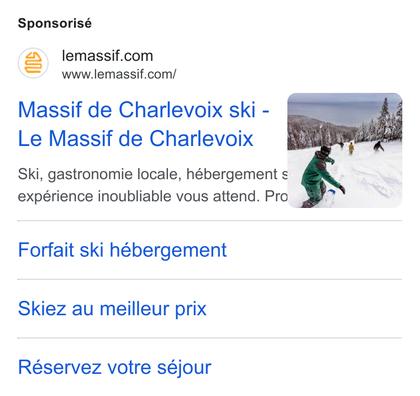 Sponsorisé
lemassif.com
www.lemassif.com/
Massif de Charlevoix ski -
Le Massif de Charlevoix
Ski, gastronomie locale, hébergement
expérience inoubliable vous attend.
Forfait ski hébergement
Skiez au meilleur prix
Réservez votre séjour